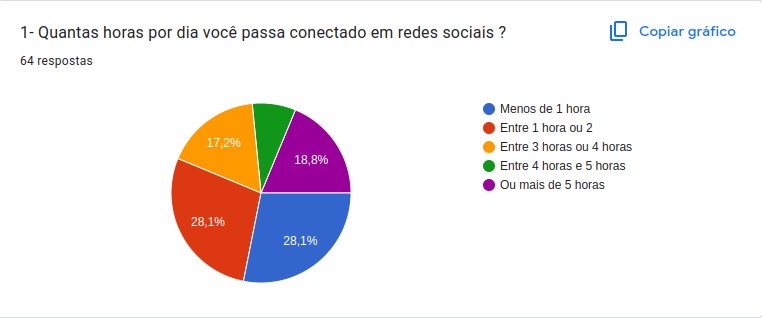 1- Quantas horas por dia você passa conectado em redes sociais ?
Copiar gráfico
64 respostas
Menos de 1 hora
Entre 1 hora ou 2
Entre 3 horas ou 4 horas
Entre 4 horas e 5 horas
Ou mais de 5 horas
17,2%
18,8%
28,1%
28,1%